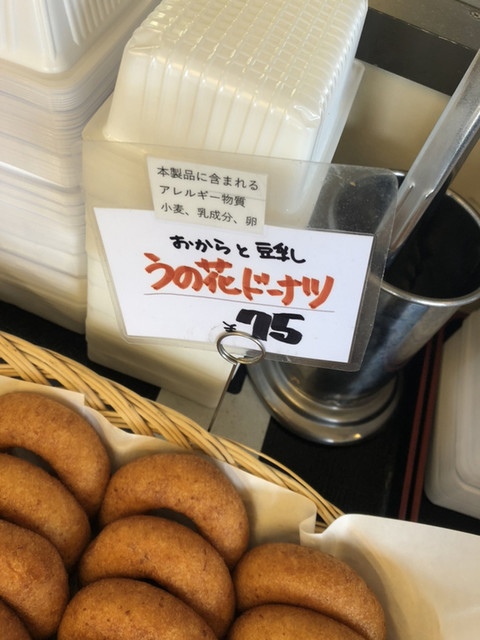 本製品に含まれる
アレルギー物質
小麦、乳成分、卵
おからと豆乳
うの花ドーナツ
¥75